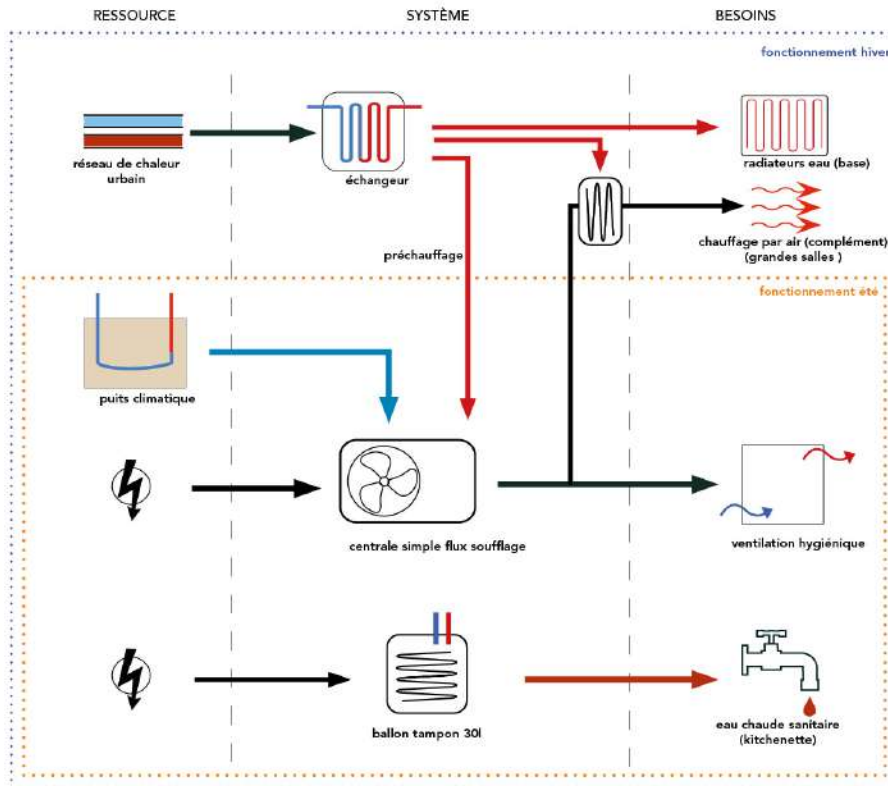 RESSOURCE
SYSTÈME
BESOINS
fonctionnement hiver
réseau de chaleur
urbain
échangeur
radiateurs eau (base)
chauffage par air (complément)
(grandes salles )
préchauffage
fonctionnement été
puits climatique
centrale simple flux soufflage
ventilation hygiénique
ballon tampon 30l
eau chaude sanitaire
(kitchenette)